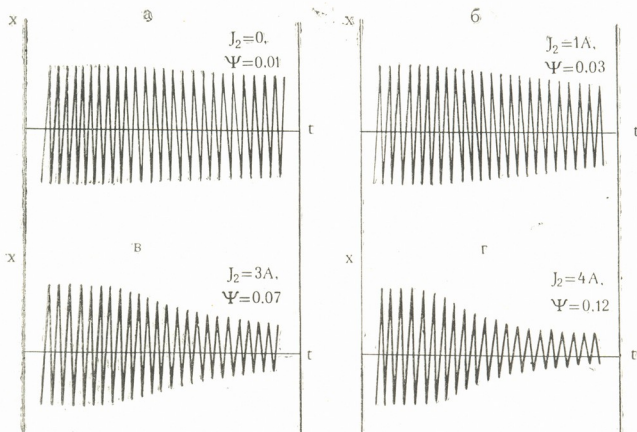 а
x
J₂=0,
Ψ=0.01
t
б
x
J₂=1A,
Ψ=0.03
t
в
x
J₂=3A,
Ψ=0.07
t
г
x
J₂=4A,
Ψ=0.12
t